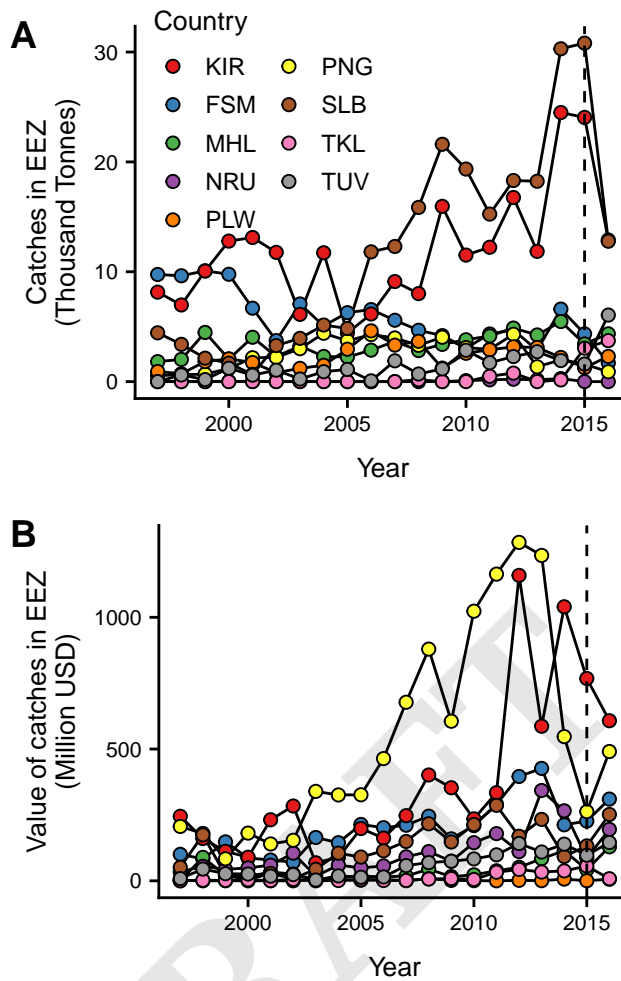 A
Country
KIR
PNG
FSM
SLB
MHL
TKL
NRU
TUV
PLW
Catches in EEZ
(Thousand Tonnes)
30
20
10
0
2000
2005
2010
2015
Year
B
Value of catches in EEZ
(Million USD)
1000
500
0
2000
2005
2010
2015
Year
DRAFT